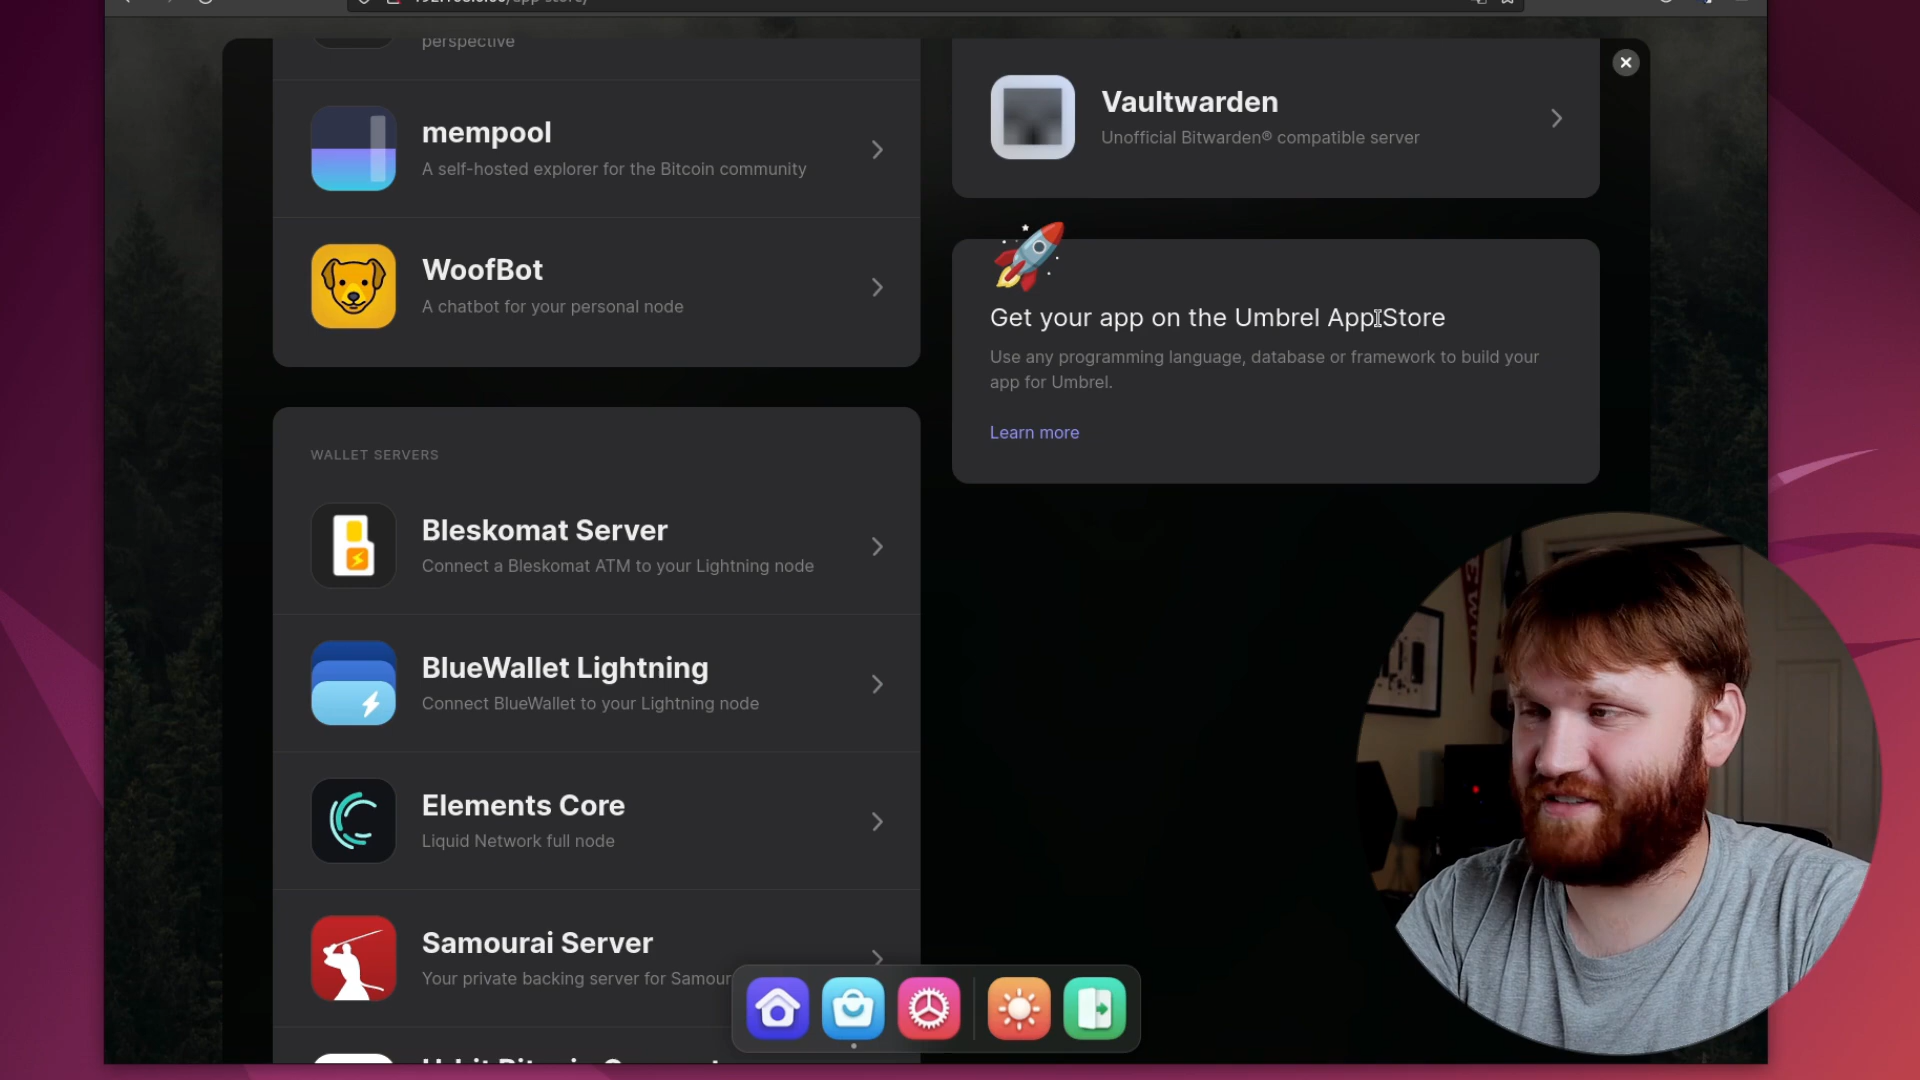 perspective
mempool
A self-hosted explorer for the Bitcoin community
WoofBot
A chatbot for your personal node
WALLET SERVERS
Bleskomat Server
Connect a Bleskomat ATM to your Lightning node
BlueWallet Lightning
Connect BlueWallet to your Lightning node
Elements Core
Liquid Network full node
Samourai Server
Your private backing server for Samour
Vaultwarden
Unofficial Bitwarden® compatible server
Get your app on the Umbrel App Store
Use any programming language, database or framework to build your
app for Umbrel.
Learn more